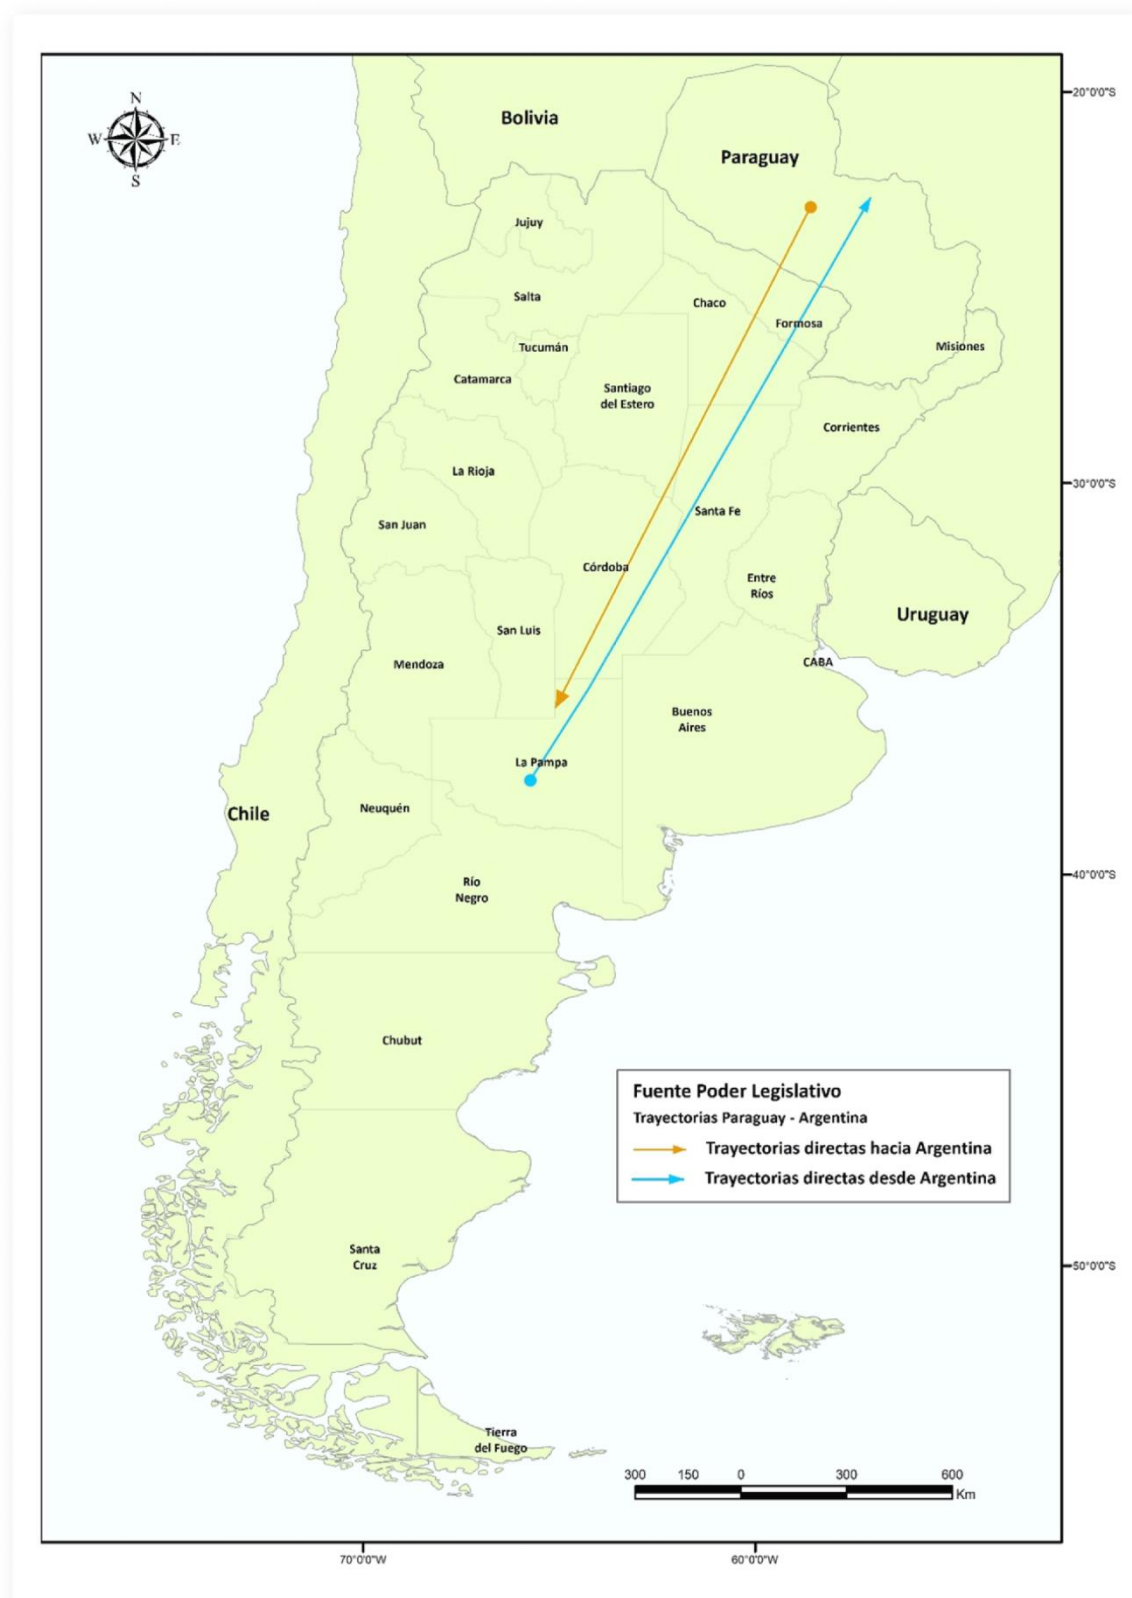 N
W E
S
Bolivia
Paraguay
20°0'0"S
Jujuy
Salta
Chaco
Formosa
Tucumán
Misiones
Catamarca
Santiago
del Estero
Corrientes
La Rioja
30°0'0"S
San Juan
Santa Fe
Córdoba
Entre
Ríos
Uruguay
San Luis
Mendoza
CABA
Buenos
Aires
La Pampa
Neuquén
Chile
Río
Negro
40°0'0"S
Chubut
Fuente Poder Legislativo
Trayectorias Paraguay - Argentina
Trayectorias directas hacia Argentina
Trayectorias directas desde Argentina
Santa
Cruz
50°0'0"S
Tierra
del Fuego
300 150 0 300 600
Km
70°0'0"W 60°0'0"W